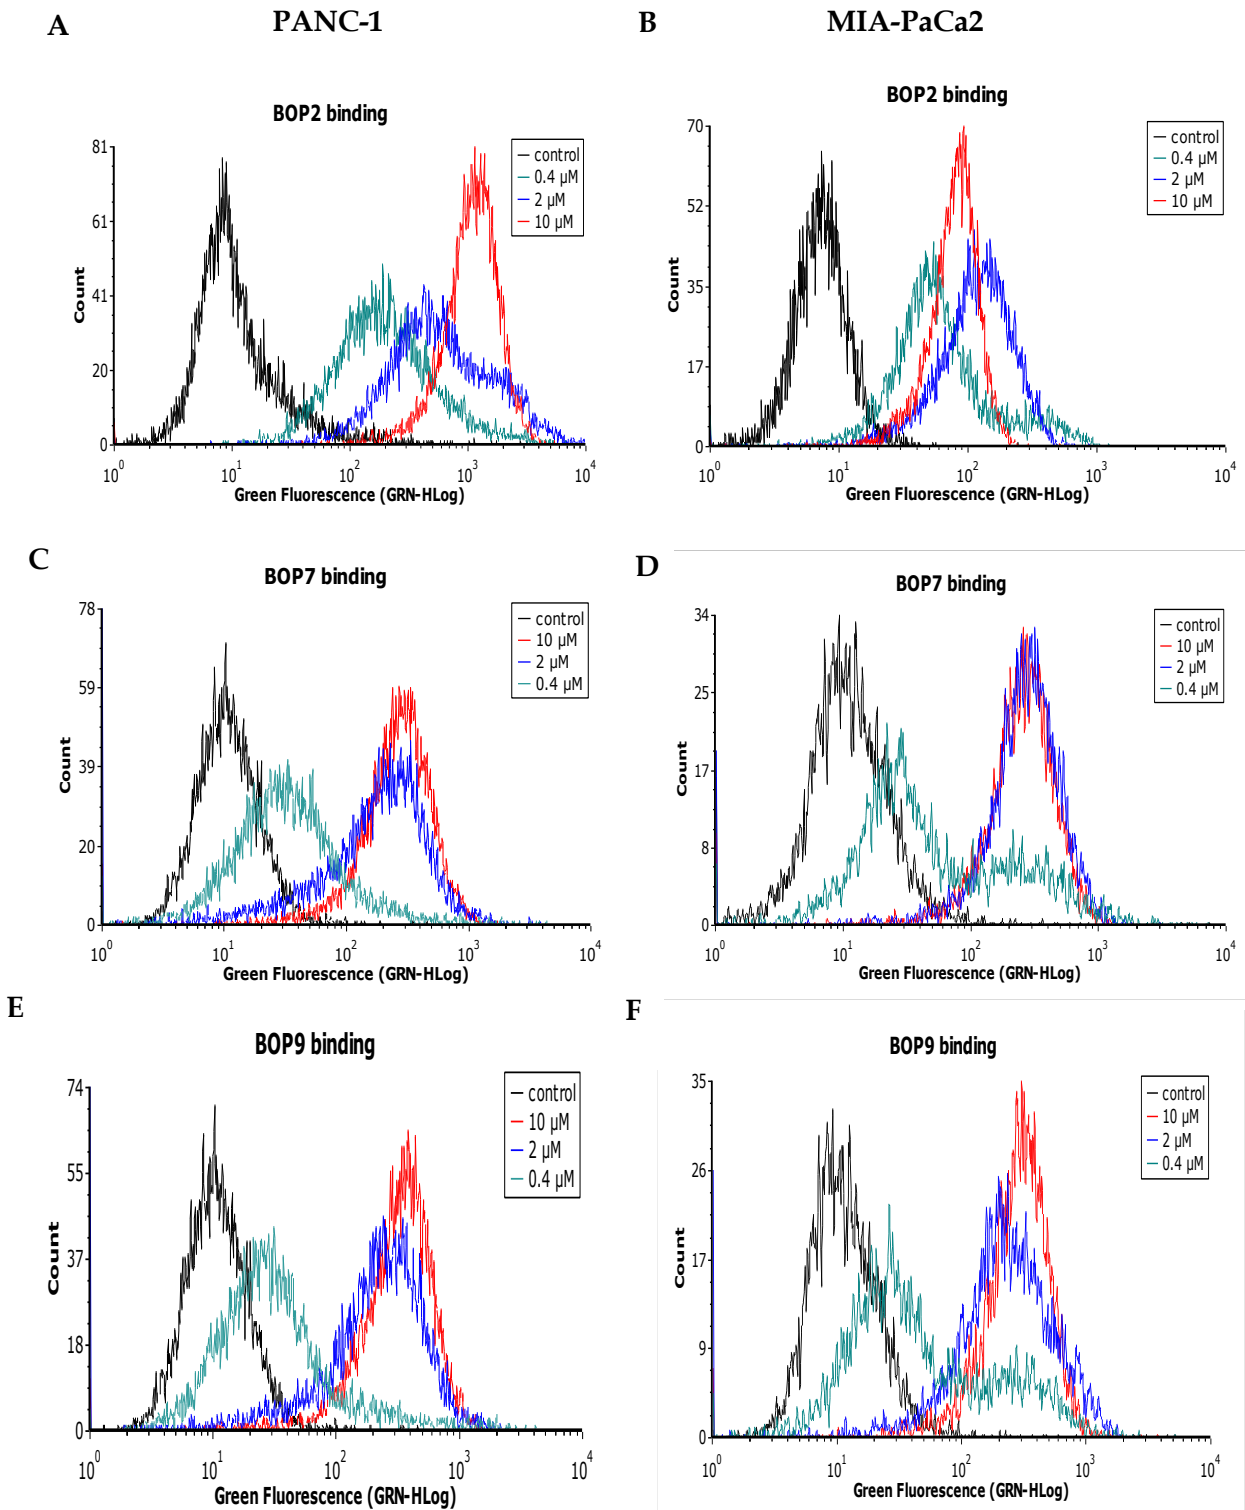 A PANC-1
B MIA-PaCa2
BOP2 binding
81
61
41
20
0
Count
control
0.4 µM
2 µM
10 µM
10^0 10^1 10^2 10^3 10^4
Green Fluorescence (GRN-HLog)
BOP2 binding
70
52
35
17
0
Count
control
0.4 µM
2 µM
10 µM
10^0 10^1 10^2 10^3 10^4
Green Fluorescence (GRN-HLog)
C
BOP7 binding
78
59
39
20
0
Count
control
10 µM
2 µM
0.4 µM
10^0 10^1 10^2 10^3 10^4
Green Fluorescence (GRN-HLog)
D
BOP7 binding
34
25
17
8
0
Count
control
10 µM
2 µM
0.4 µM
10^0 10^1 10^2 10^3 10^4
Green Fluorescence (GRN-HLog)
E
BOP9 binding
74
55
37
18
0
Count
control
10 µM
2 µM
0.4 µM
10^0 10^1 10^2 10^3 10^4
Green Fluorescence (GRN-HLog)
F
BOP9 binding
35
26
17
9
0
Count
control
10 µM
2 µM
0.4 µM
10^0 10^1 10^2 10^3 10^4
Green Fluorescence (GRN-HLog)